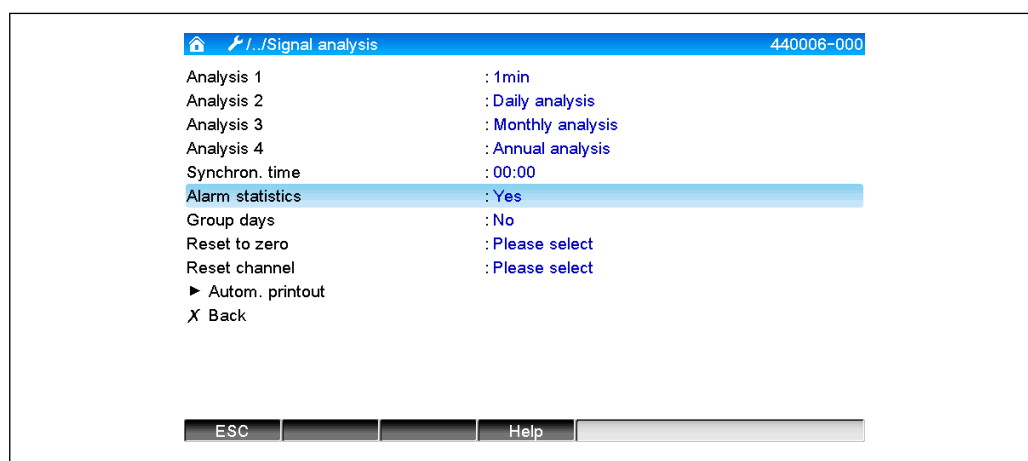 /../Signal analysis 440006-000
Analysis 1 : 1min
Analysis 2 : Daily analysis
Analysis 3 : Monthly analysis
Analysis 4 : Annual analysis
Synchron. time : 00:00
Alarm statistics : Yes
Group days : No
Reset to zero : Please select
Reset channel : Please select
► Autom. printout
X Back
ESC Help